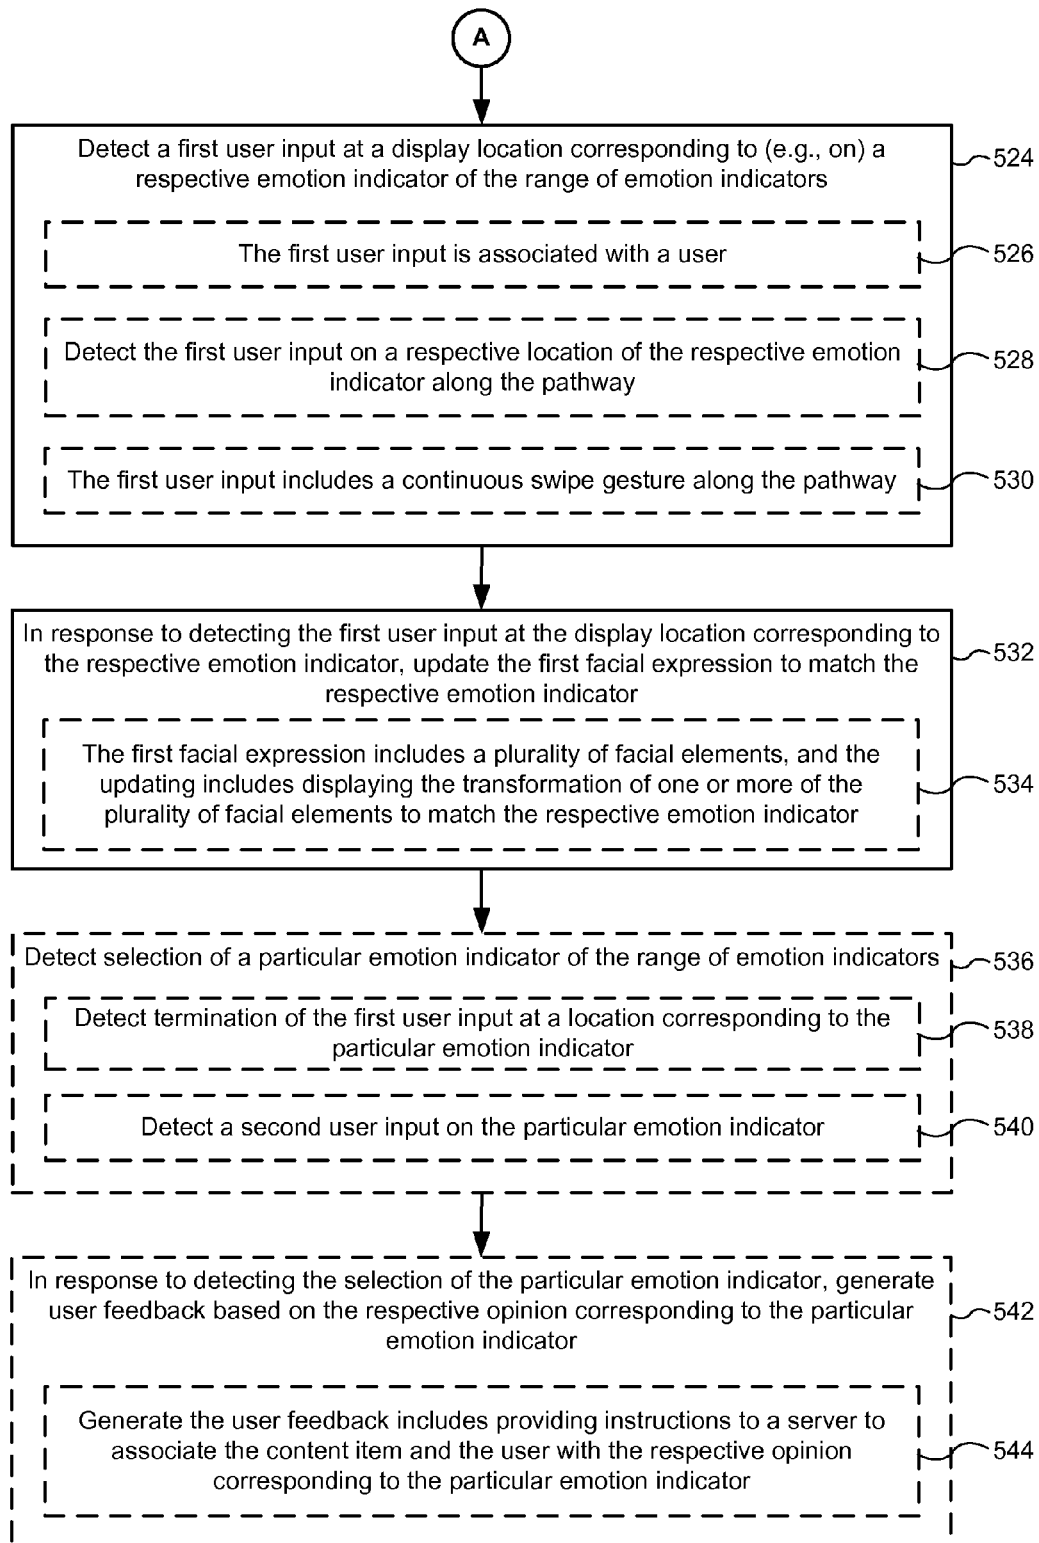 A
Detect a first user input at a display location corresponding to (e.g., on) a
respective emotion indicator of the range of emotion indicators
524
The first user input is associated with a user
526
Detect the first user input on a respective location of the respective emotion
indicator along the pathway
528
The first user input includes a continuous swipe gesture along the pathway
530
In response to detecting the first user input at the display location corresponding to
the respective emotion indicator, update the first facial expression to match the
respective emotion indicator
532
The first facial expression includes a plurality of facial elements, and the
updating includes displaying the transformation of one or more of the
plurality of facial elements to match the respective emotion indicator
534
Detect selection of a particular emotion indicator of the range of emotion indicators
536
Detect termination of the first user input at a location corresponding to the
particular emotion indicator
538
Detect a second user input on the particular emotion indicator
540
In response to detecting the selection of the particular emotion indicator, generate
user feedback based on the respective opinion corresponding to the particular
emotion indicator
542
Generate the user feedback includes providing instructions to a server to
associate the content item and the user with the respective opinion
corresponding to the particular emotion indicator
544